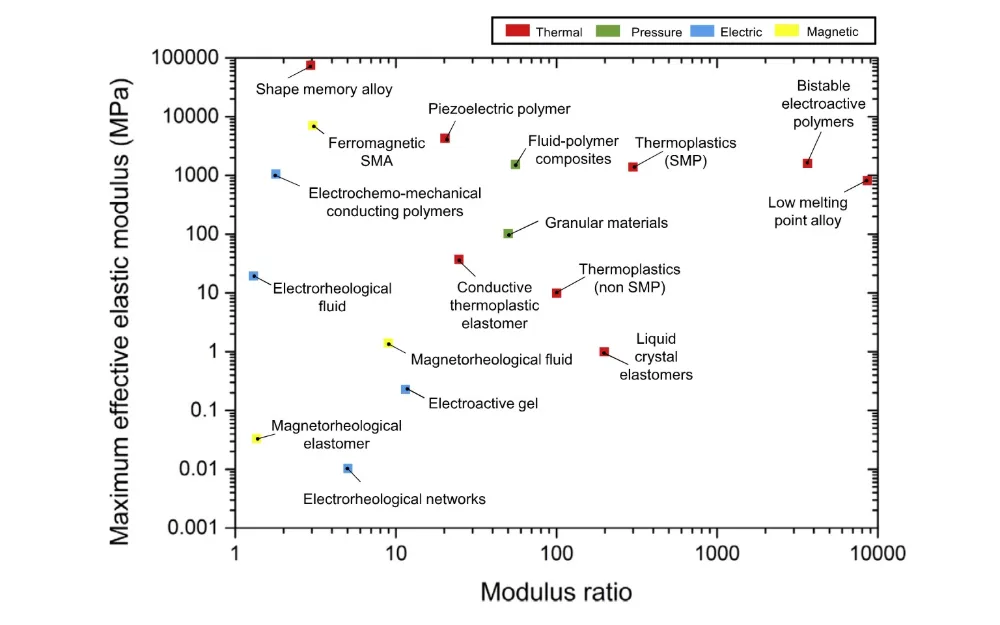 Thermal Pressure Electric Magnetic
Maximum effective elastic modulus (MPa)
100000
10000
1000
100
10
1
0.1
0.01
0.001
Shape memory alloy
Piezoelectric polymer
Bistable
electroactive
polymers
Ferromagnetic
SMA
Fluid-polymer
composites
Thermoplastics
(SMP)
Electrochemo-mechanical
conducting polymers
Low melting
point alloy
Granular materials
Electrorheological
fluid
Conductive
thermoplastic
elastomer
Thermoplastics
(non SMP)
Magnetorheological fluid
Liquid
crystal
elastomers
Electroactive gel
Magnetorheological
elastomer
Electrorheological networks
1 10 100 1000 10000
Modulus ratio